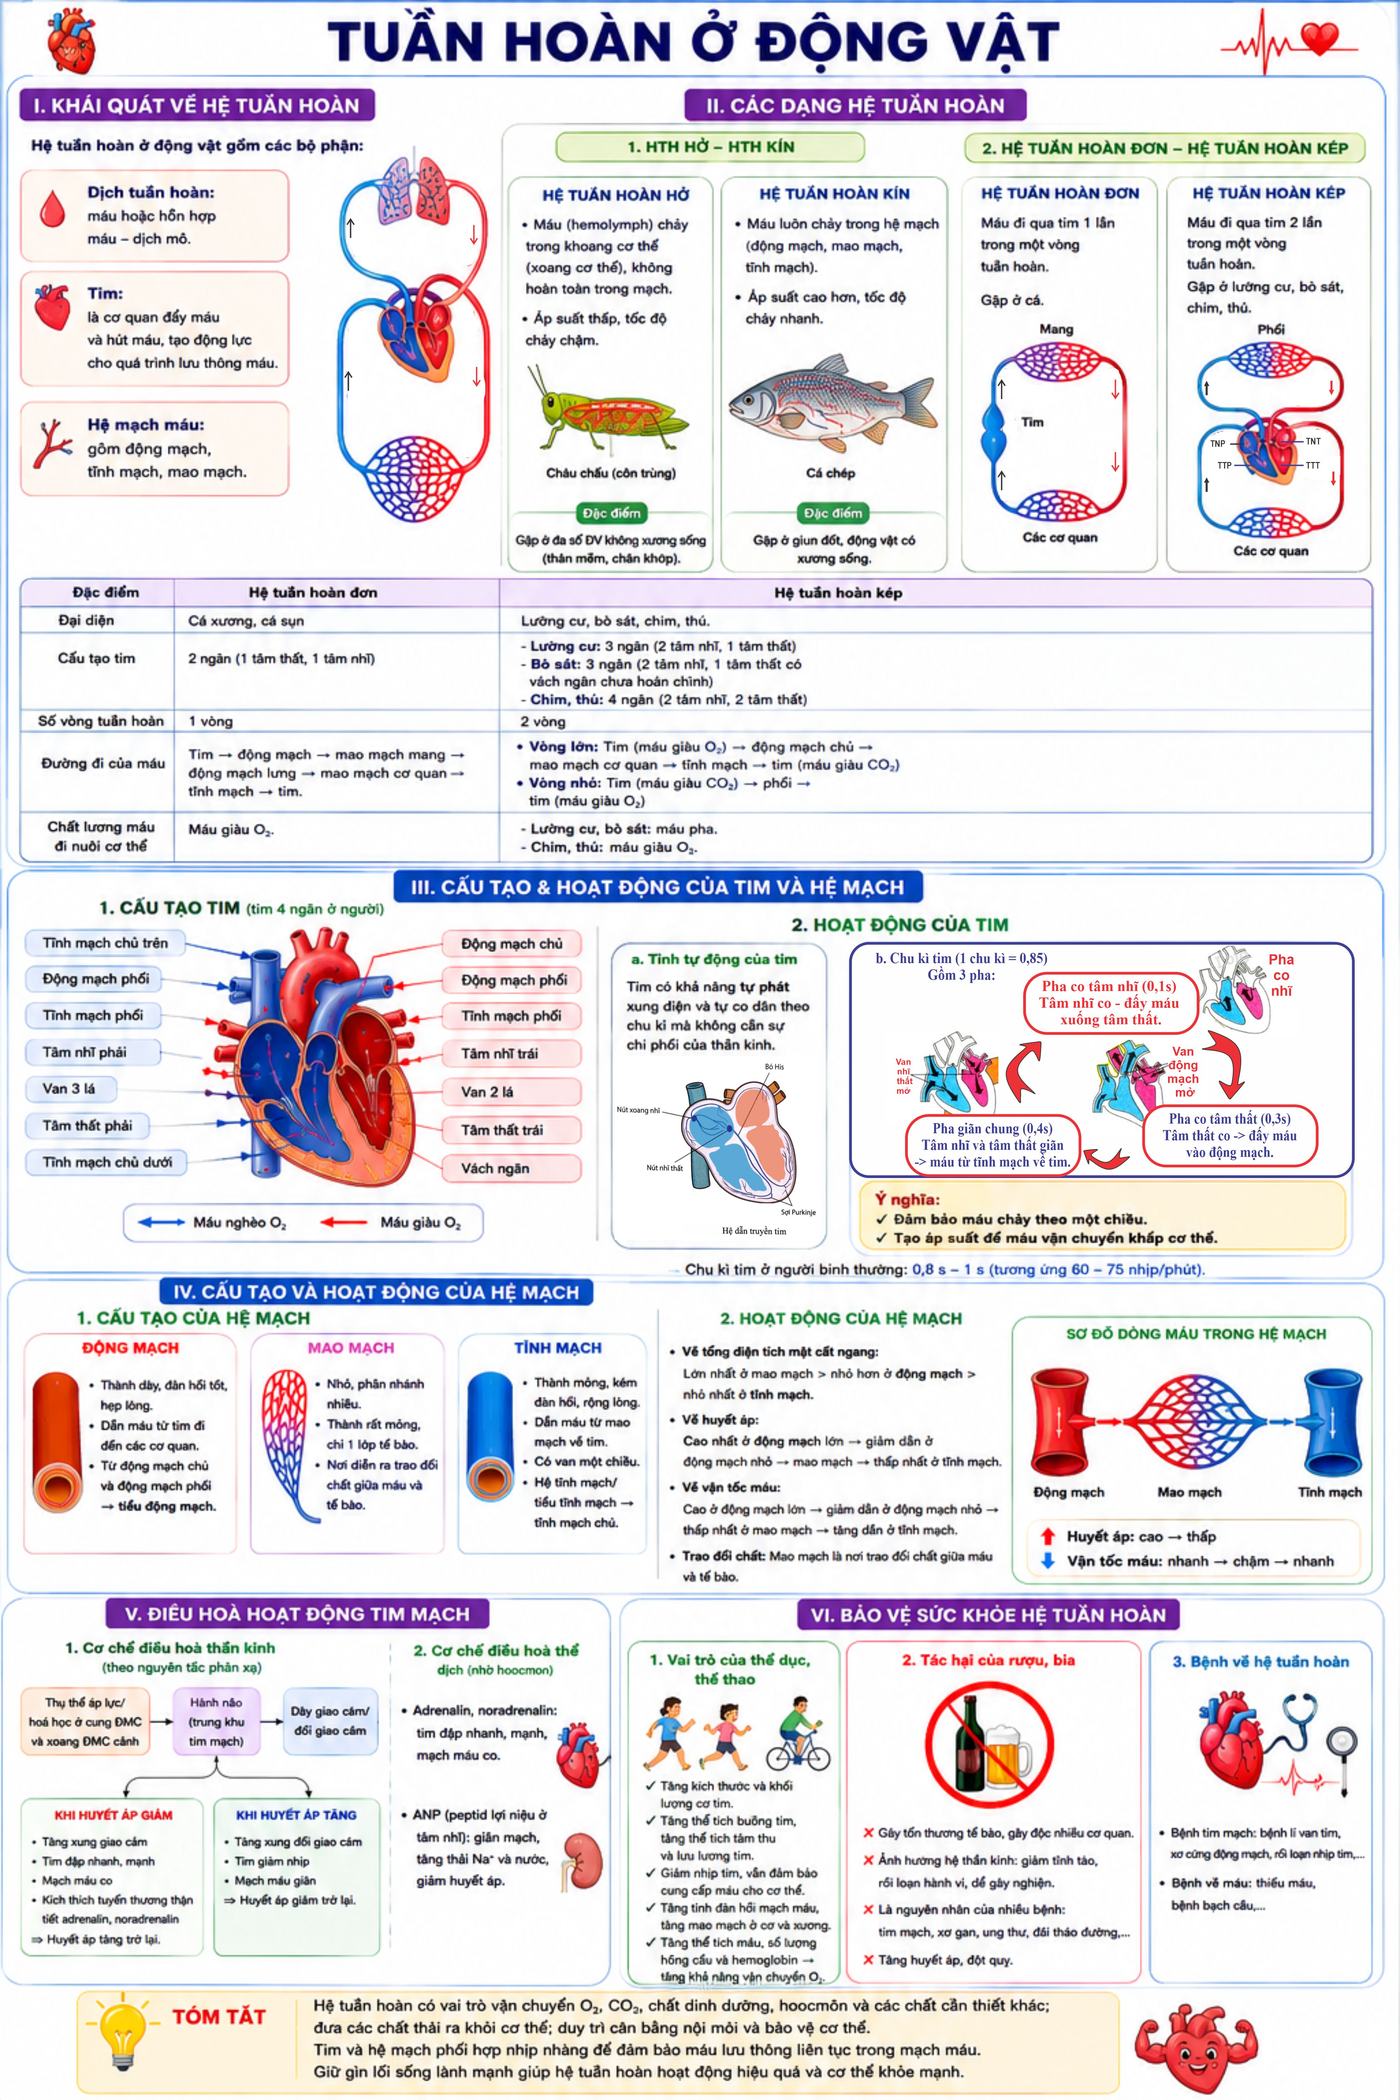 TUẦN HOÀN Ở ĐỘNG VẬT
I. KHÁI QUÁT VỀ HỆ TUẦN HOÀN
Hệ tuần hoàn ở động vật gồm các bộ phận:
Dịch tuần hoàn:
máu hoặc hỗn hợp
máu – dịch mô.
Tim:
là cơ quan đẩy máu
và hút máu, tạo động lực
cho quá trình lưu thông máu.
Hệ mạch máu:
gồm động mạch,
tĩnh mạch, mao mạch.
II. CÁC DẠNG HỆ TUẦN HOÀN
1. HTH HỞ – HTH KÍN
HỆ TUẦN HOÀN HỞ
• Máu (hemolymph) chảy
trong khoang cơ thể
(xoang cơ thể), không
hoàn toàn trong mạch.
• Áp suất thấp, tốc độ
chảy chậm.
Châu chấu (côn trùng)
Đặc điểm
Gặp ở đa số ĐV không xương sống
(thân mềm, chân khớp).
HỆ TUẦN HOÀN KÍN
• Máu luôn chảy trong hệ mạch
(động mạch, mao mạch,
tĩnh mạch).
• Áp suất cao hơn, tốc độ
chảy nhanh.
Cá chép
Đặc điểm
Gặp ở giun đốt, động vật có
xương sống.
2. HỆ TUẦN HOÀN ĐƠN – HỆ TUẦN HOÀN KÉP
HỆ TUẦN HOÀN ĐƠN
Máu đi qua tim 1 lần
trong một vòng
tuần hoàn.
Gặp ở cá.
Mang
Tim
Các cơ quan
HỆ TUẦN HOÀN KÉP
Máu đi qua tim 2 lần
trong một vòng
tuần hoàn.
Gặp ở lưỡng cư, bò sát,
chim, thú.
Phổi
TNP
TNT
TTP
TTT
Các cơ quan
Đặc điểm
Hệ tuần hoàn đơn
Hệ tuần hoàn kép
Đại diện
Cá xương, cá sụn
Lưỡng cư, bò sát, chim, thú.
Cấu tạo tim
2 ngăn (1 tâm thất, 1 tâm nhĩ)
- Lưỡng cư: 3 ngăn (2 tâm nhĩ, 1 tâm thất)
- Bò sát: 3 ngăn (2 tâm nhĩ, 1 tâm thất có
vách ngăn chưa hoàn chỉnh)
- Chim, thú: 4 ngăn (2 tâm nhĩ, 2 tâm thất)
Số vòng tuần hoàn
1 vòng
2 vòng
Đường đi của máu
Tim → động mạch → mao mạch mang →
động mạch lưng → mao mạch cơ quan →
tĩnh mạch → tim.
• Vòng lớn: Tim (máu giàu O₂) → động mạch chủ →
mao mạch cơ quan → tĩnh mạch → tim (máu giàu CO₂)
• Vòng nhỏ: Tim (máu giàu CO₂) → phổi →
tim (máu giàu O₂)
Chất lượng máu
đi nuôi cơ thể
Máu giàu O₂.
- Lưỡng cư, bò sát: máu pha.
- Chim, thú: máu giàu O₂.
III. CẤU TẠO & HOẠT ĐỘNG CỦA TIM VÀ HỆ MẠCH
1. CẤU TẠO TIM (tim 4 ngăn ở người)
Tĩnh mạch chủ trên
Động mạch phổi
Tĩnh mạch phổi
Tâm nhĩ phải
Van 3 lá
Tâm thất phải
Tĩnh mạch chủ dưới
Động mạch chủ
Động mạch phổi
Tĩnh mạch phổi
Tâm nhĩ trái
Van 2 lá
Tâm thất trái
Vách ngăn
Máu nghèo O₂
Máu giàu O₂
2. HOẠT ĐỘNG CỦA TIM
a. Tính tự động của tim
Tim có khả năng tự phát
xung điện và tự co dãn theo
chu kì mà không cần sự
chi phối của thần kinh.
Bó His
Nút xoang nhĩ
Nút nhĩ thất
Sợi Purkinje
Hệ dẫn truyền tim
b. Chu kì tim (1 chu kì = 0,85)
Gồm 3 pha:
Pha
co
nhĩ
Pha co tâm nhĩ (0,1s)
Tâm nhĩ co - đẩy máu
xuống tâm thất.
Van
nhĩ
thất
mở
Van
động
mạch
mở
Pha giãn chung (0,4s)
Tâm nhĩ và tâm thất giãn
-> máu từ tĩnh mạch về tim.
Pha co tâm thất (0,3s)
Tâm thất co -> đẩy máu
vào động mạch.
Ý nghĩa:
✓ Đảm bảo máu chảy theo một chiều.
✓ Tạo áp suất để máu vận chuyển khắp cơ thể.
– Chu kì tim ở người bình thường: 0,8 s – 1 s (tương ứng 60 – 75 nhịp/phút).
IV. CẤU TẠO VÀ HOẠT ĐỘNG CỦA HỆ MẠCH
1. CẤU TẠO CỦA HỆ MẠCH
ĐỘNG MẠCH
• Thành dày, đàn hồi tốt,
hẹp lòng.
• Dẫn máu từ tim đi
đến các cơ quan.
• Từ động mạch chủ
và động mạch phổi
→ tiểu động mạch.
MAO MẠCH
• Nhỏ, phân nhánh
nhiều.
• Thành rất mỏng,
chỉ 1 lớp tế bào.
• Nơi diễn ra trao đổi
chất giữa máu và
tế bào.
TĨNH MẠCH
• Thành mỏng, kém
đàn hồi, rộng lòng.
• Dẫn máu từ mao
mạch về tim.
• Có van một chiều.
• Hệ tĩnh mạch/
tiểu tĩnh mạch →
tĩnh mạch chủ.
2. HOẠT ĐỘNG CỦA HỆ MẠCH
• Về tổng diện tích mặt cắt ngang:
Lớn nhất ở mao mạch > nhỏ hơn ở động mạch >
nhỏ nhất ở tĩnh mạch.
• Về huyết áp:
Cao nhất ở động mạch lớn → giảm dần ở
động mạch nhỏ → mao mạch → thấp nhất ở tĩnh mạch.
• Về vận tốc máu:
Cao ở động mạch lớn → giảm dần ở động mạch nhỏ →
thấp nhất ở mao mạch → tăng dần ở tĩnh mạch.
• Trao đổi chất: Mao mạch là nơi trao đổi chất giữa máu
và tế bào.
SƠ ĐỒ DÒNG MÁU TRONG HỆ MẠCH
Động mạch
Mao mạch
Tĩnh mạch
Huyết áp: cao → thấp
Vận tốc máu: nhanh → chậm → nhanh
V. ĐIỀU HOÀ HOẠT ĐỘNG TIM MẠCH
1. Cơ chế điều hoà thần kinh
(theo nguyên tắc phản xạ)
Thụ thể áp lực/
hoá học ở cung ĐMC
và xoang ĐMC cảnh
Hành não
(trung khu
tim mạch)
Dây giao cảm/
đối giao cảm
KHI HUYẾT ÁP GIẢM
• Tăng xung giao cảm
• Tim đập nhanh, mạnh
• Mạch máu co
• Kích thích tuyến thượng thận
tiết adrenalin, noradrenalin
⇒ Huyết áp tăng trở lại.
KHI HUYẾT ÁP TĂNG
• Tăng xung đối giao cảm
• Tim giảm nhịp
• Mạch máu giãn
⇒ Huyết áp giảm trở lại.
2. Cơ chế điều hoà thể
dịch (nhờ hoocmon)
• Adrenalin, noradrenalin:
tim đập nhanh, mạnh,
mạch máu co.
• ANP (peptid lợi niệu ở
tâm nhĩ): giãn mạch,
tăng thải Na⁺ và nước,
giảm huyết áp.
VI. BẢO VỆ SỨC KHỎE HỆ TUẦN HOÀN
1. Vai trò của thể dục,
thể thao
✓ Tăng kích thước và khối
lượng cơ tim.
✓ Tăng thể tích buồng tim,
tăng thể tích tâm thu
và lưu lượng tim.
✓ Giảm nhịp tim, vẫn đảm bảo
cung cấp máu cho cơ thể.
✓ Tăng tính đàn hồi mạch máu,
tăng mao mạch ở cơ và xương.
✓ Tăng thể tích máu, số lượng
hồng cầu và hemoglobin →
tăng khả năng vận chuyển O₂.
2. Tác hại của rượu, bia
✕ Gây tổn thương tế bào, gây độc nhiều cơ quan.
✕ Ảnh hưởng hệ thần kinh: giảm tỉnh táo,
rối loạn hành vi, dễ gây nghiện.
✕ Là nguyên nhân của nhiều bệnh:
tim mạch, xơ gan, ung thư, đái tháo đường,...
✕ Tăng huyết áp, đột quỵ.
3. Bệnh về hệ tuần hoàn
• Bệnh tim mạch: bệnh lí van tim,
xơ cứng động mạch, rối loạn nhịp tim,...
• Bệnh về máu: thiếu máu,
bệnh bạch cầu,...
TÓM TẮT
Hệ tuần hoàn có vai trò vận chuyển O₂, CO₂, chất dinh dưỡng, hoocmôn và các chất cần thiết khác;
đưa các chất thải ra khỏi cơ thể; duy trì cân bằng nội môi và bảo vệ cơ thể.
Tim và hệ mạch phối hợp nhịp nhàng để đảm bảo máu lưu thông liên tục trong mạch máu.
Giữ gìn lối sống lành mạnh giúp hệ tuần hoàn hoạt động hiệu quả và cơ thể khỏe mạnh.